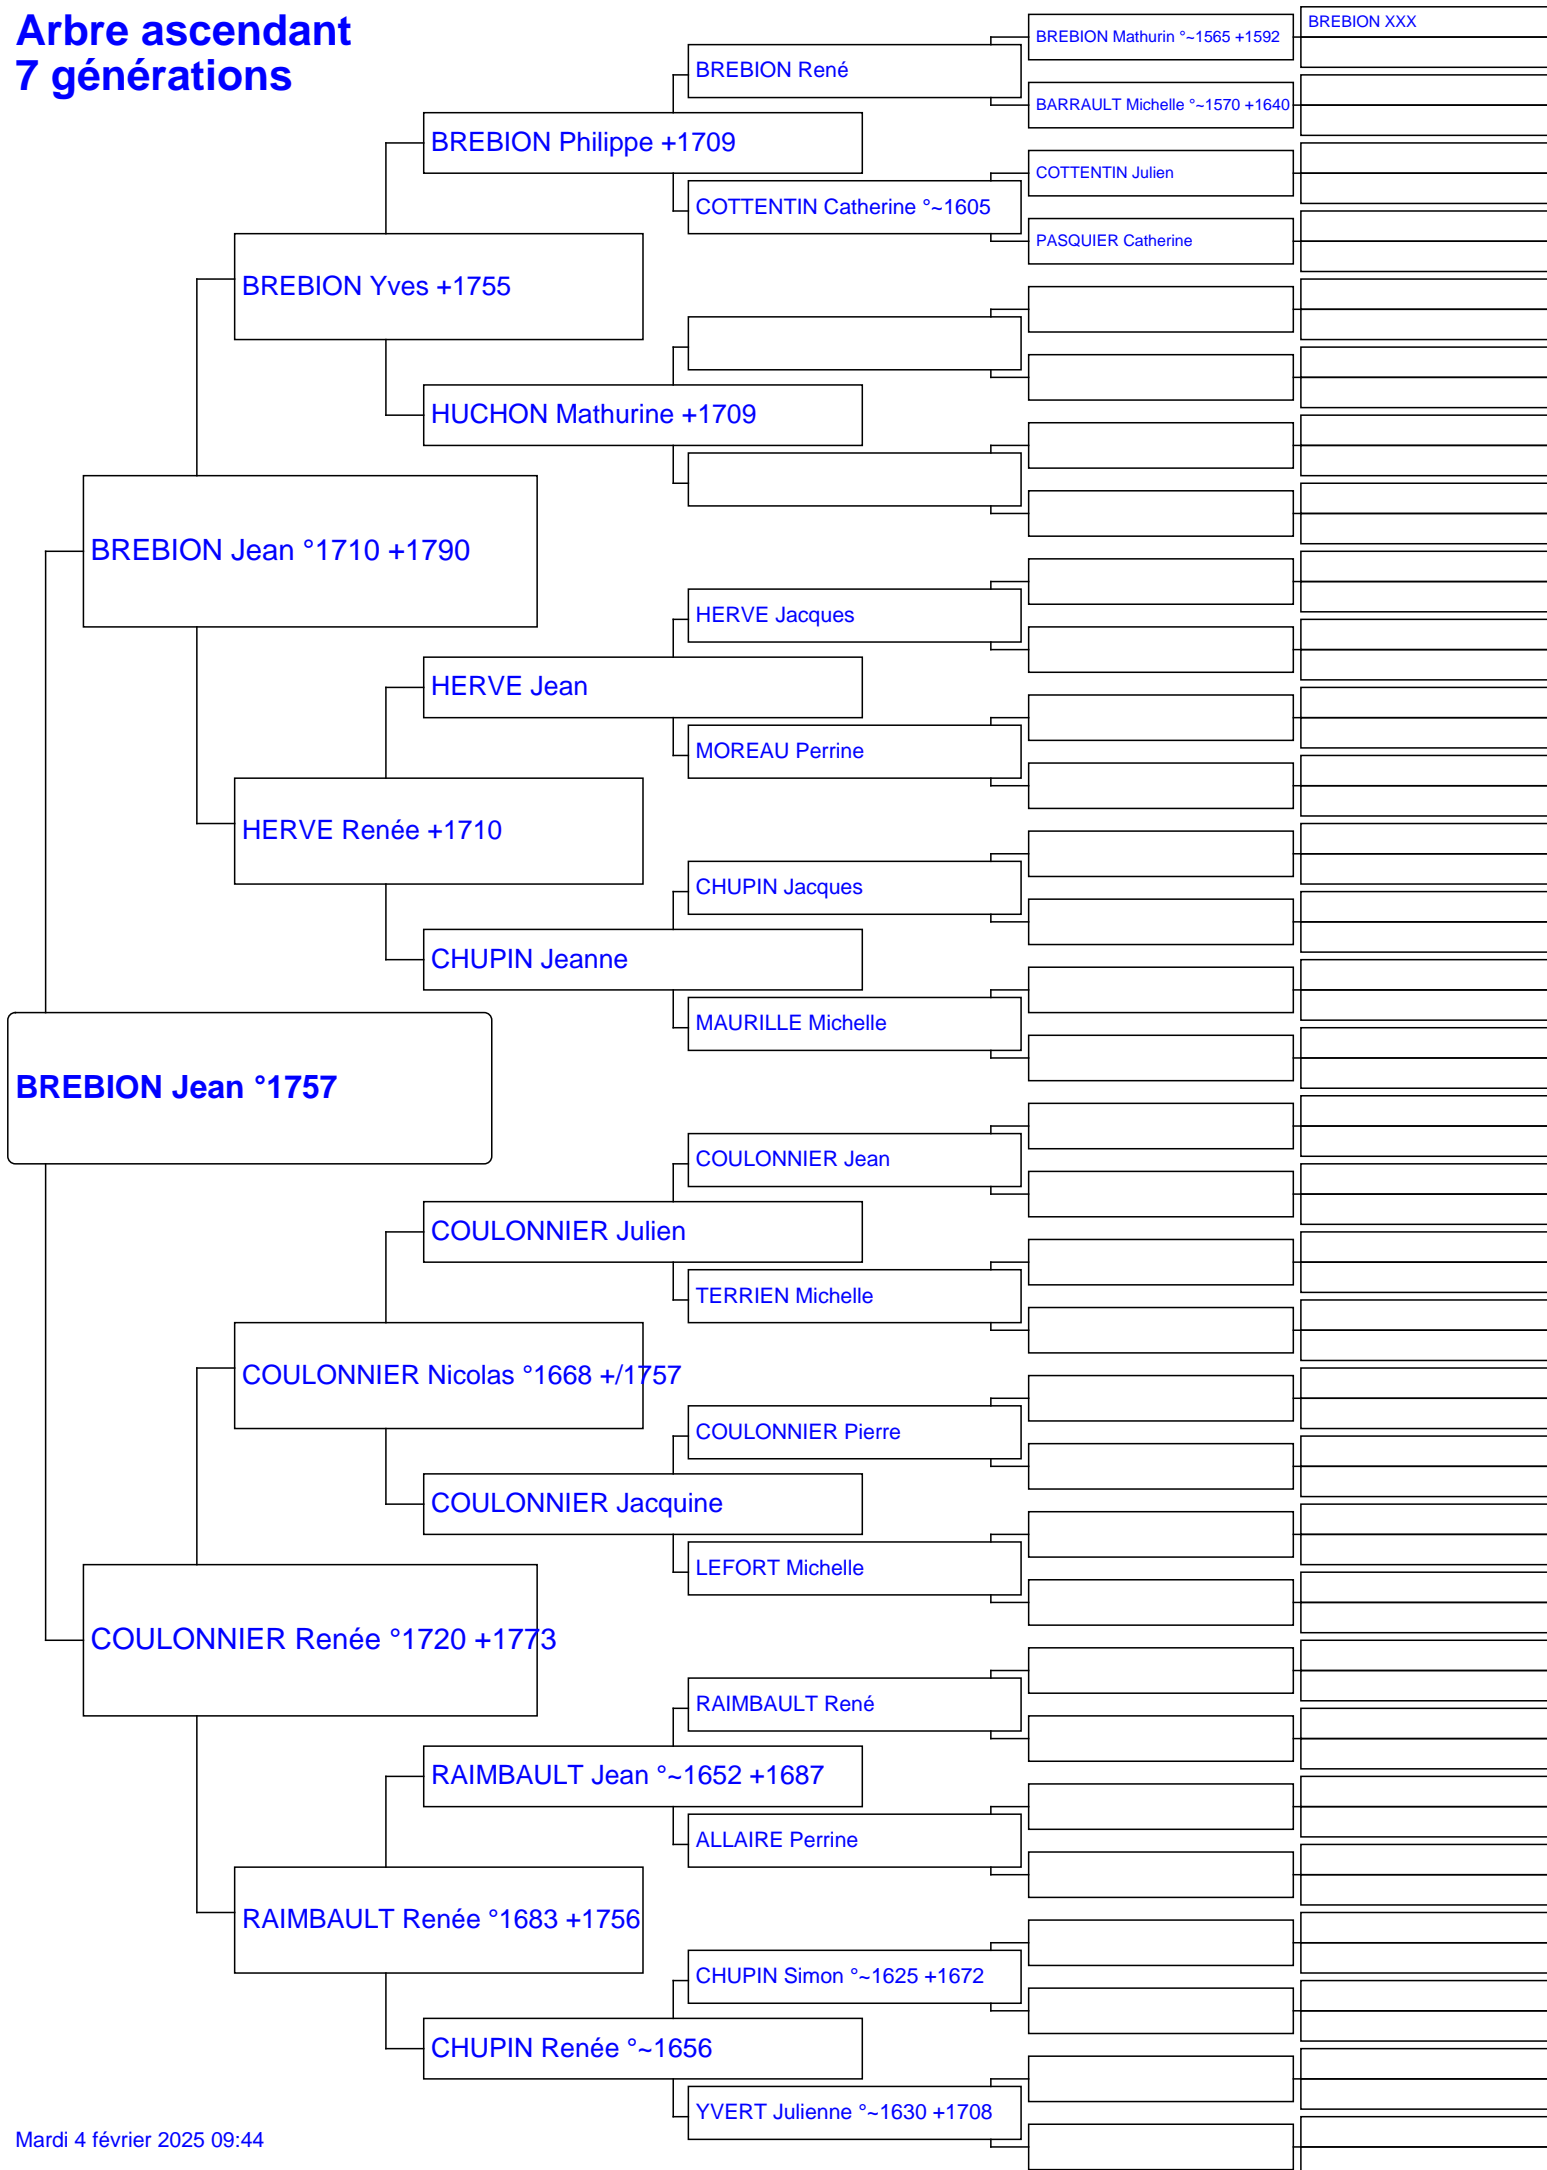 Arbre ascendant
7 générations
BREBION XXX
BREBION Mathurin °~1565 +1592
BREBION René
BARRAULT Michelle °~1570 +1640
BREBION Philippe +1709
COTTENTIN Julien
COTTENTIN Catherine °~1605
PASQUIER Catherine
BREBION Yves +1755
HUCHON Mathurine +1709
BREBION Jean °1710 +1790
HERVE Jacques
HERVE Jean
MOREAU Perrine
HERVE Renée +1710
CHUPIN Jacques
CHUPIN Jeanne
MAURILLE Michelle
BREBION Jean °1757
COULONNIER Jean
COULONNIER Julien
TERRIEN Michelle
COULONNIER Nicolas °1668 +/1757
COULONNIER Pierre
COULONNIER Jacquine
LEFORT Michelle
COULONNIER Renée °1720 +1773
RAIMBAULT René
RAIMBAULT Jean °~1652 +1687
ALLAIRE Perrine
RAIMBAULT Renée °1683 +1756
CHUPIN Simon °~1625 +1672
CHUPIN Renée °~1656
YVERT Julienne °~1630 +1708
Mardi 4 février 2025 09:44